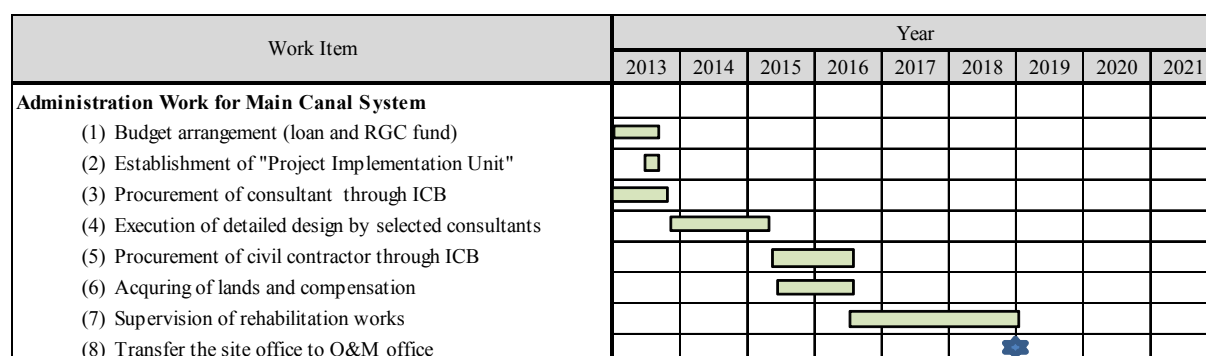 Work Item
Year
2013 2014 2015 2016 2017 2018 2019 2020 2021
Administration Work for Main Canal System
(1) Budget arrangement (loan and RGC fund)
(2) Establishment of "Project Implementation Unit"
(3) Procurement of consultant through ICB
(4) Execution of detailed design by selected consultants
(5) Procurement of civil contractor through ICB
(6) Acquring of lands and compensation
(7) Supervision of rehabilitation works
(8) Transfer the site office to O&M office